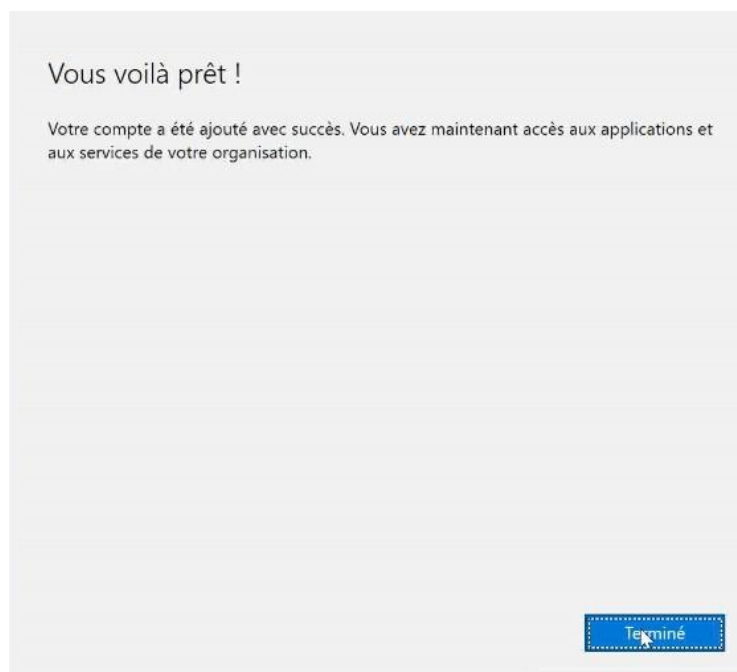 Vous voilà prêt !
Votre compte a été ajouté avec succès. Vous avez maintenant accès aux applications et
aux services de votre organisation.
Terminé